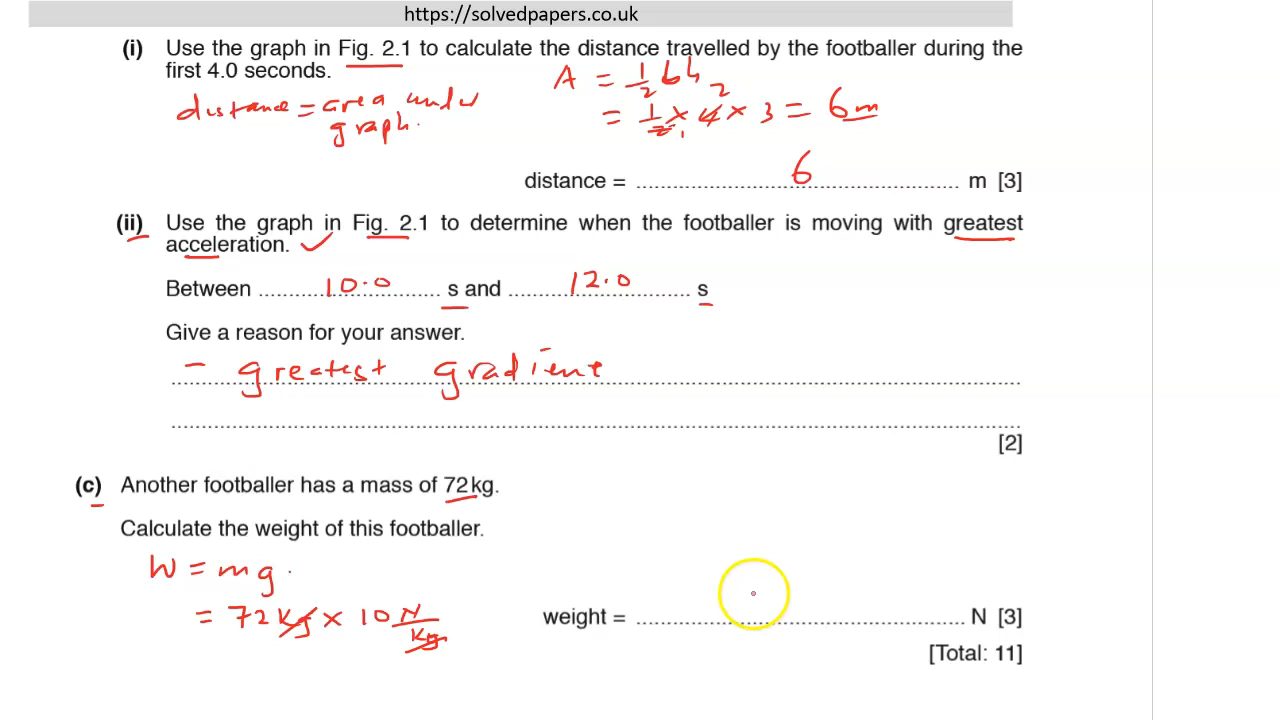 https://solvedpapers.co.uk
(i) Use the graph in Fig. 2.1 to calculate the distance travelled by the footballer during the
first 4.0 seconds.
A = 1/2 bh
distance = area under
graph.
= 1/2 × 4 × 3 = 6m
2
1
distance = 6 m [3]
(ii) Use the graph in Fig. 2.1 to determine when the footballer is moving with greatest
acceleration. ✓
Between 10.0 s and 12.0 s
Give a reason for your answer.
- greatest gradient
[2]
(c) Another footballer has a mass of 72 kg.
Calculate the weight of this footballer.
W = mg
= 72 kg × 10 N/kg
weight = N [3]
[Total: 11]